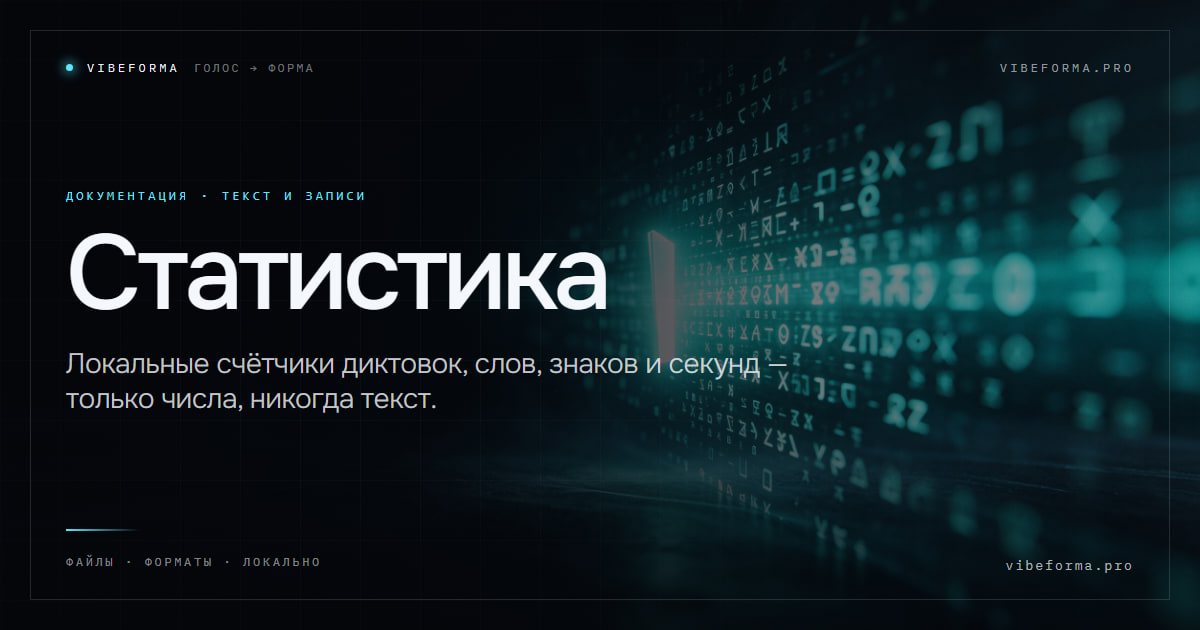 VIBEFORMA ГОЛОС → ФОРМА
VIBEFORMA.PRO
ДОКУМЕНТАЦИЯ · ТЕКСТ И ЗАПИСИ
Статистика
Локальные счётчики диктовок, слов, знаков и секунд —
только числа, никогда текст.
ФАЙЛЫ · ФОРМАТЫ · ЛОКАЛЬНО
vibeforma.pro